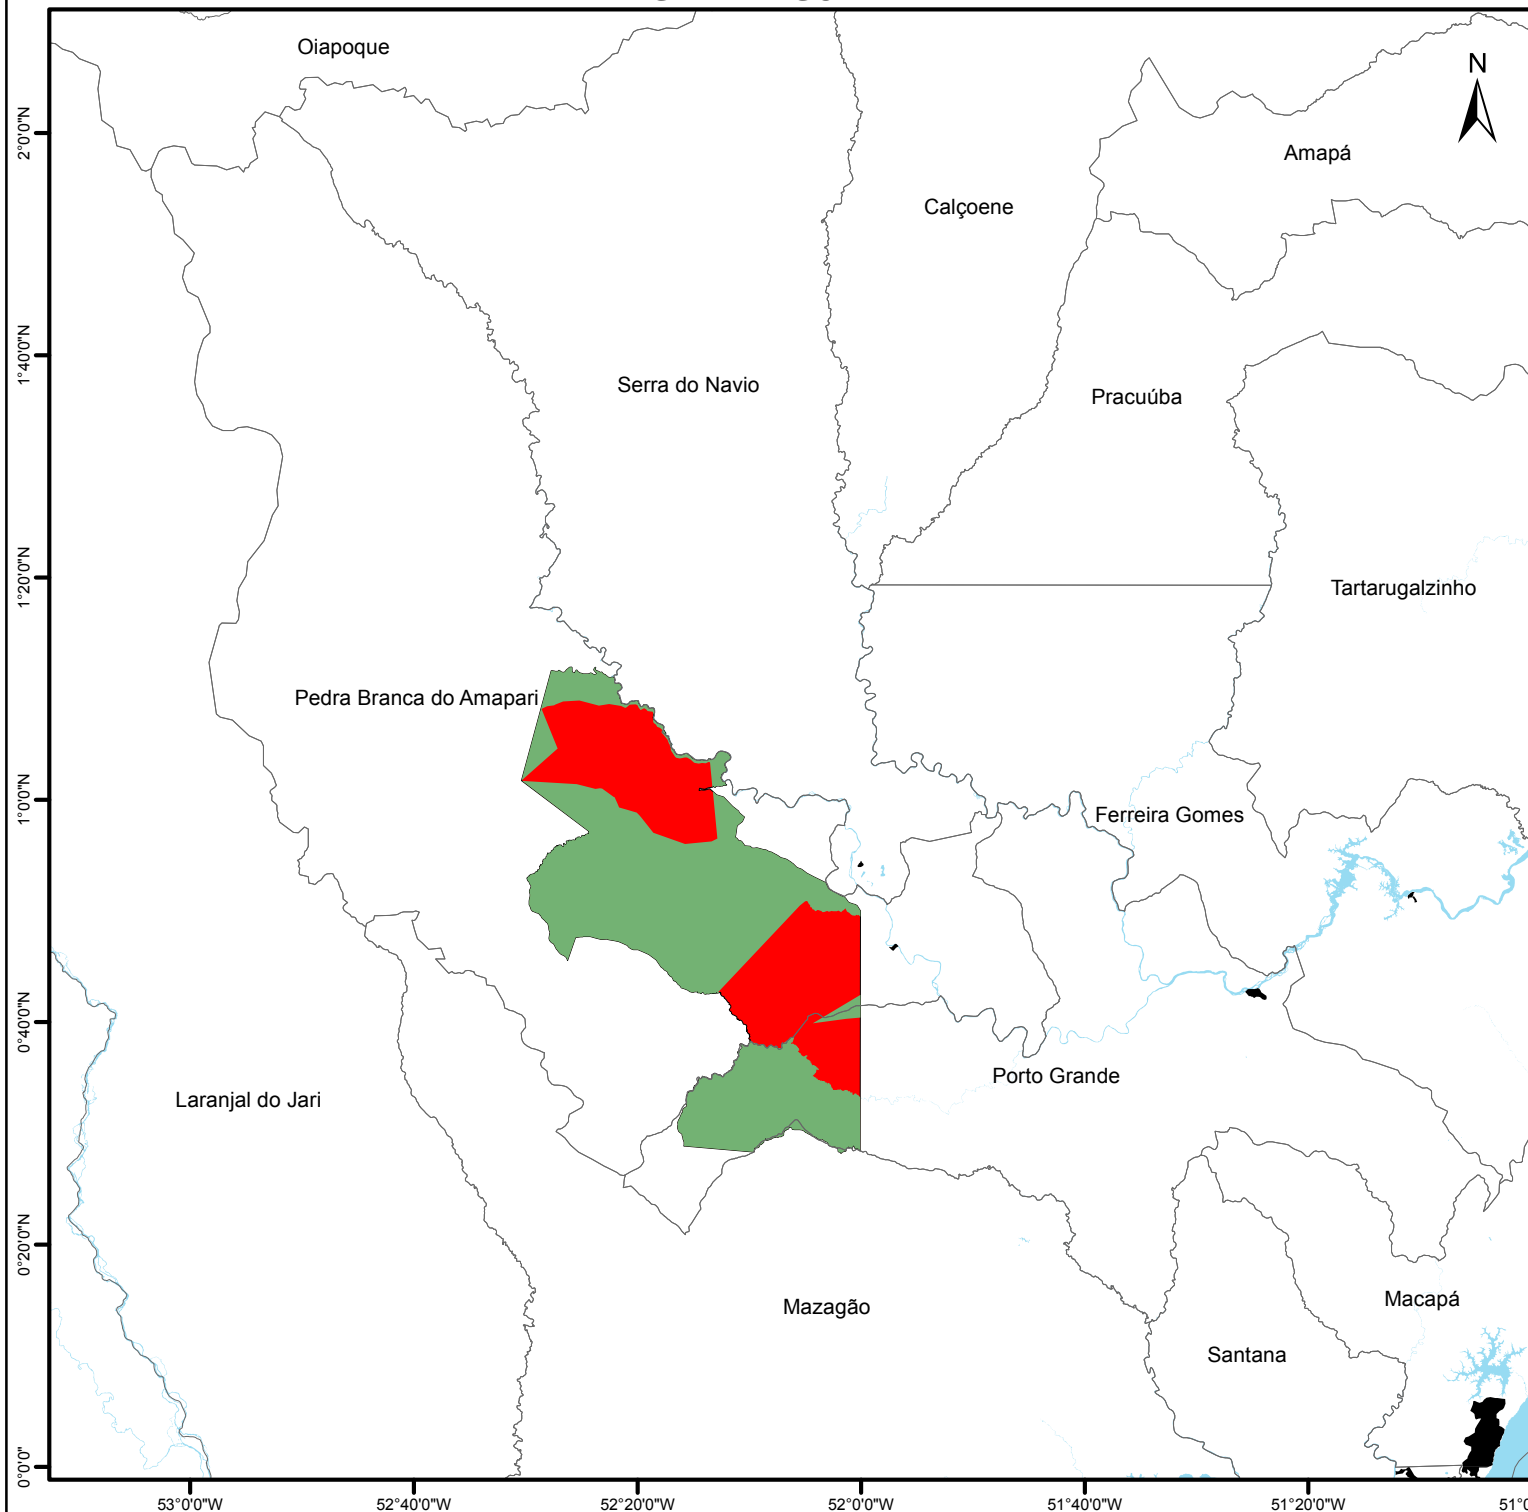 Oiapoque
N
Amapá
Calçoene
Serra do Navio
Pracuúba
Tartarugalzinho
Pedra Branca do Amapari
Ferreira Gomes
Porto Grande
Laranjal do Jari
Mazagão
Macapá
Santana
2°0'0"N
1°40'0"N
1°20'0"N
1°0'0"N
0°40'0"N
0°20'0"N
0°0'0"
53°0'0"W
52°40'0"W
52°20'0"W
52°0'0"W
51°40'0"W
51°20'0"W